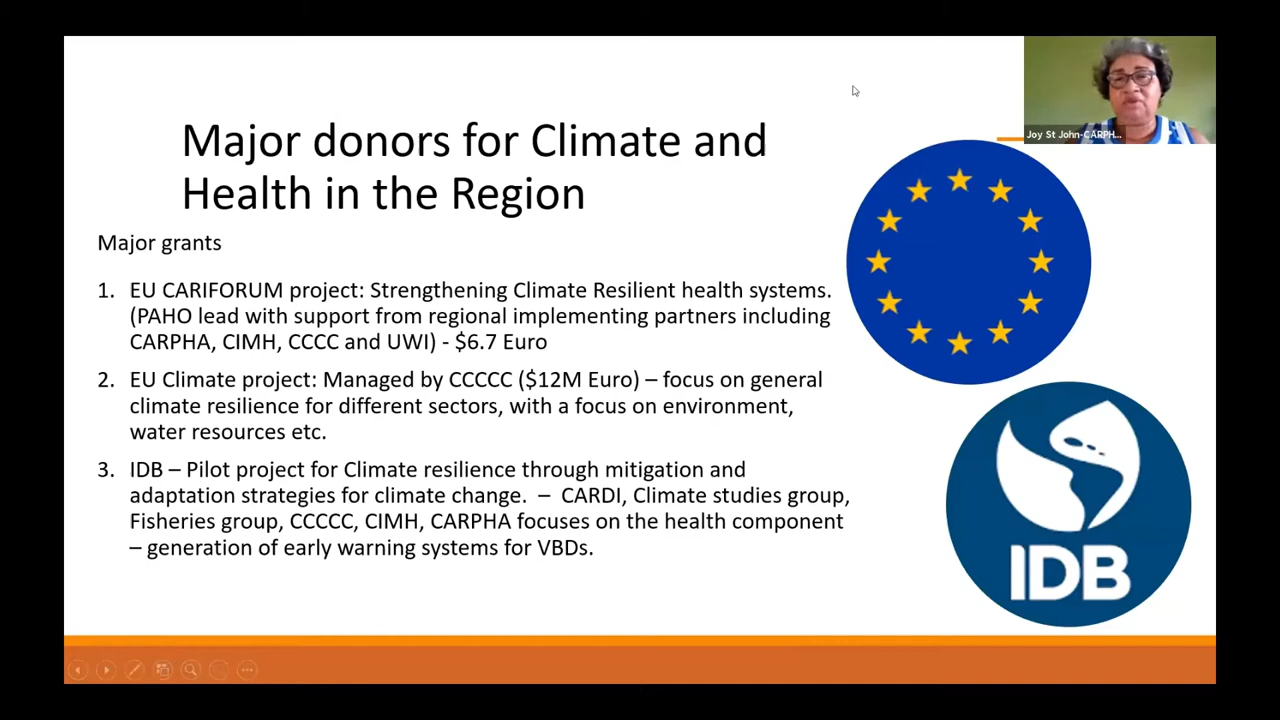 Major donors for Climate and
Health in the Region
Joy St John-CARPH...
Major grants
1. EU CARIFORUM project: Strengthening Climate Resilient health systems.
(PAHO lead with support from regional implementing partners including
CARPHA, CIMH, CCCC and UWI) - $6.7 Euro
2. EU Climate project: Managed by CCCCC ($12M Euro) – focus on general
climate resilience for different sectors, with a focus on environment,
water resources etc.
3. IDB – Pilot project for Climate resilience through mitigation and
adaptation strategies for climate change. – CARDI, Climate studies group,
Fisheries group, CCCCC, CIMH, CARPHA focuses on the health component
– generation of early warning systems for VBDs.
IDB